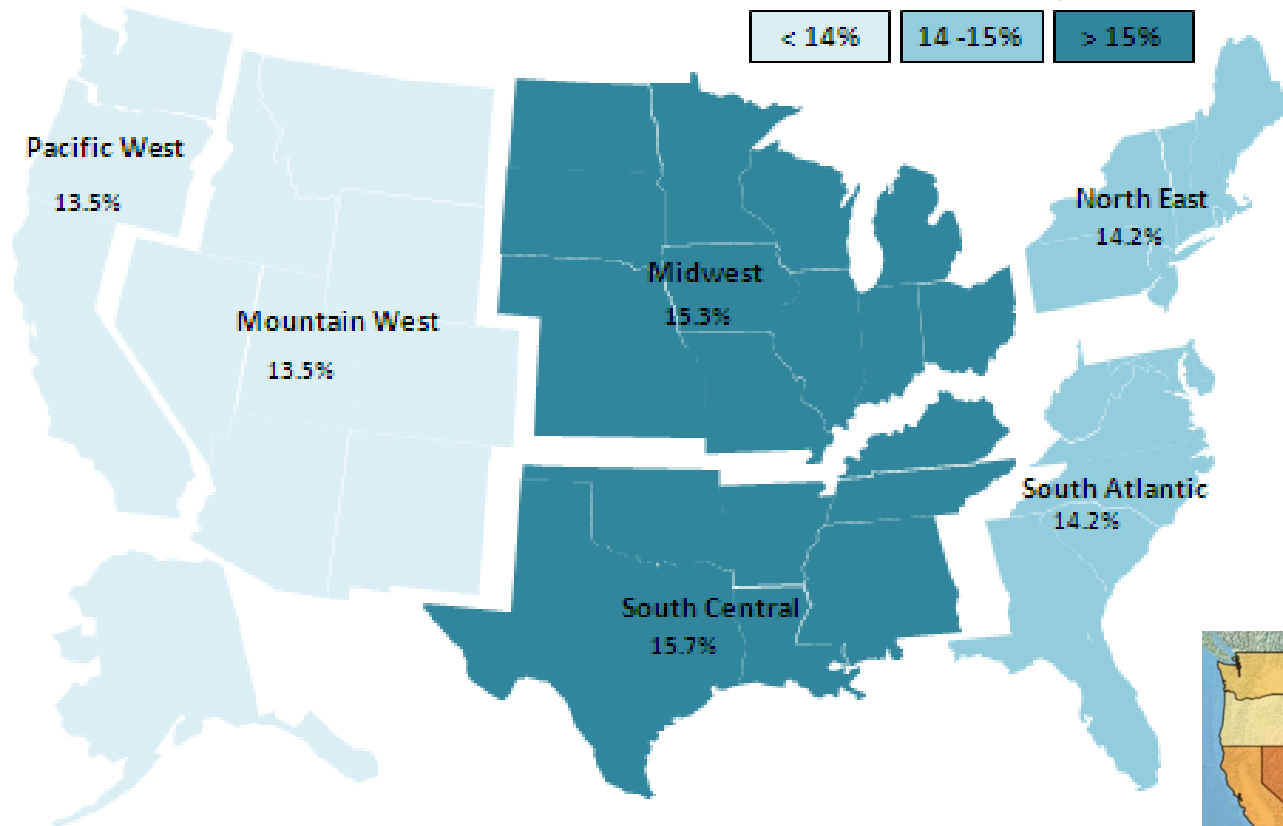 < 14%
14 -15%
> 15%
Pacific West
13.5%
North East
14.2%
Midwest
15.3%
Mountain West
13.5%
South Atlantic
14.2%
South Central
15.7%